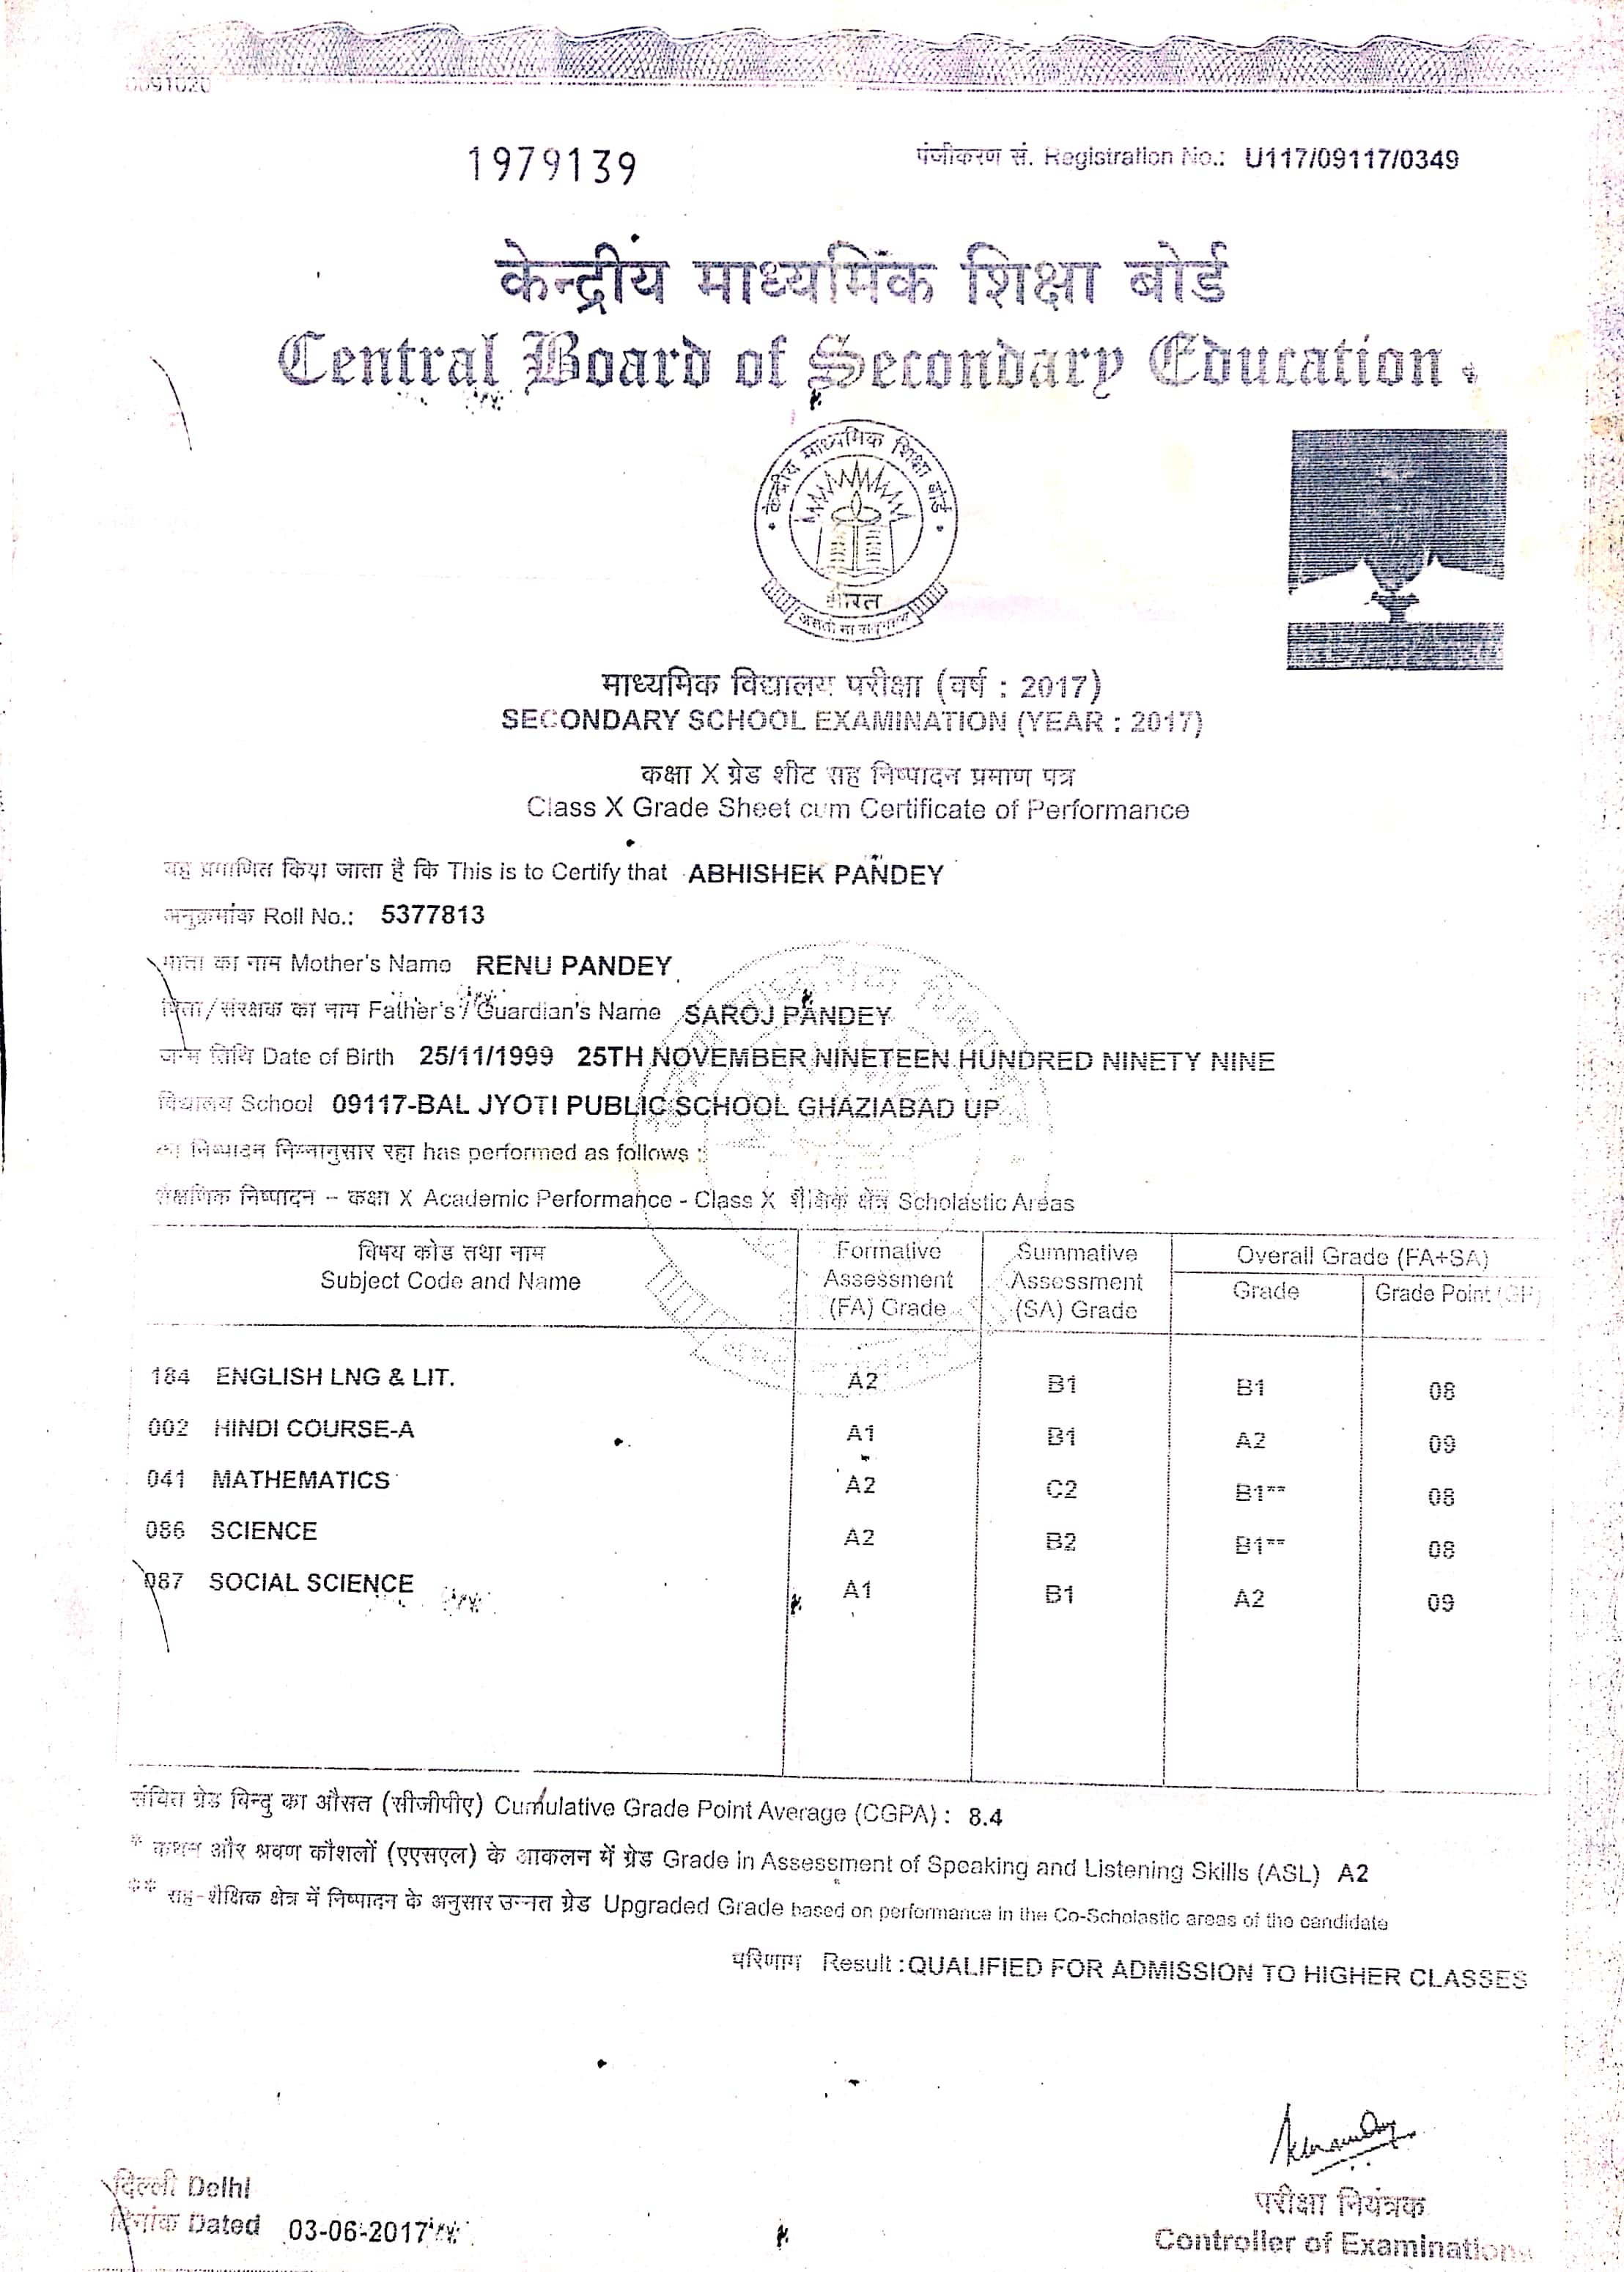 0091020
1979139
पंजीकरण सं. Registration No.: U117/09117/0349
केन्द्रीय माध्यमिक शिक्षा बोर्ड
Central Board of Secondary Education
केन्द्रीय माध्यमिक शिक्षा बोर्ड
भारत
असतो मा सद्गमय
माध्यमिक विद्यालय परीक्षा (वर्ष : 2017)
SECONDARY SCHOOL EXAMINATION (YEAR : 2017)
कक्षा X ग्रेड शीट सह निष्पादन प्रमाण पत्र
Class X Grade Sheet cum Certificate of Performance
यह प्रमाणित किया जाता है कि This is to Certify that ABHISHEK PANDEY
अनुक्रमांक Roll No.: 5377813
माता का नाम Mother's Name RENU PANDEY
पिता/संरक्षक का नाम Father's / Guardian's Name SAROJ PANDEY
जन्म तिथि Date of Birth 25/11/1999 25TH NOVEMBER NINETEEN HUNDRED NINETY NINE
विद्यालय School 09117-BAL JYOTI PUBLIC SCHOOL GHAZIABAD UP
का निष्पादन निम्नानुसार रहा has performed as follows :
शैक्षणिक निष्पादन – कक्षा X Academic Performance - Class X शैक्षिक क्षेत्र Scholastic Areas
विषय कोड तथा नाम
Subject Code and Name
Formative
Assessment
(FA) Grade
Summative
Assessment
(SA) Grade
Overall Grade (FA+SA)
Grade Grade Point (GP)
184 ENGLISH LNG & LIT. A2 B1 B1 08
002 HINDI COURSE-A A1 B1 A2 09
041 MATHEMATICS A2 C2 B1** 08
086 SCIENCE A2 B2 B1** 08
087 SOCIAL SCIENCE A1 B1 A2 09
संचित ग्रेड बिन्दु का औसत (सीजीपीए) Cumulative Grade Point Average (CGPA) : 8.4
* कथन और श्रवण कौशलों (एएसएल) के आकलन में ग्रेड Grade in Assessment of Speaking and Listening Skills (ASL) A2
** सह-शैक्षिक क्षेत्र में निष्पादन के अनुसार उन्नत ग्रेड Upgraded Grade based on performance in the Co-Scholastic areas of the candidate
परिणाम Result : QUALIFIED FOR ADMISSION TO HIGHER CLASSES
दिल्ली Delhi
दिनांक Dated 03-06-2017
परीक्षा नियंत्रक
Controller of Examinations